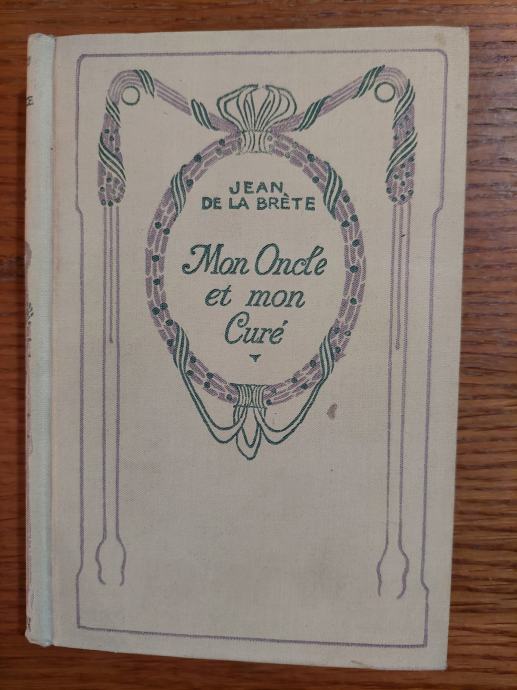 JEAN
DE LA BRÈTE
Mon Oncle
et mon
Curé